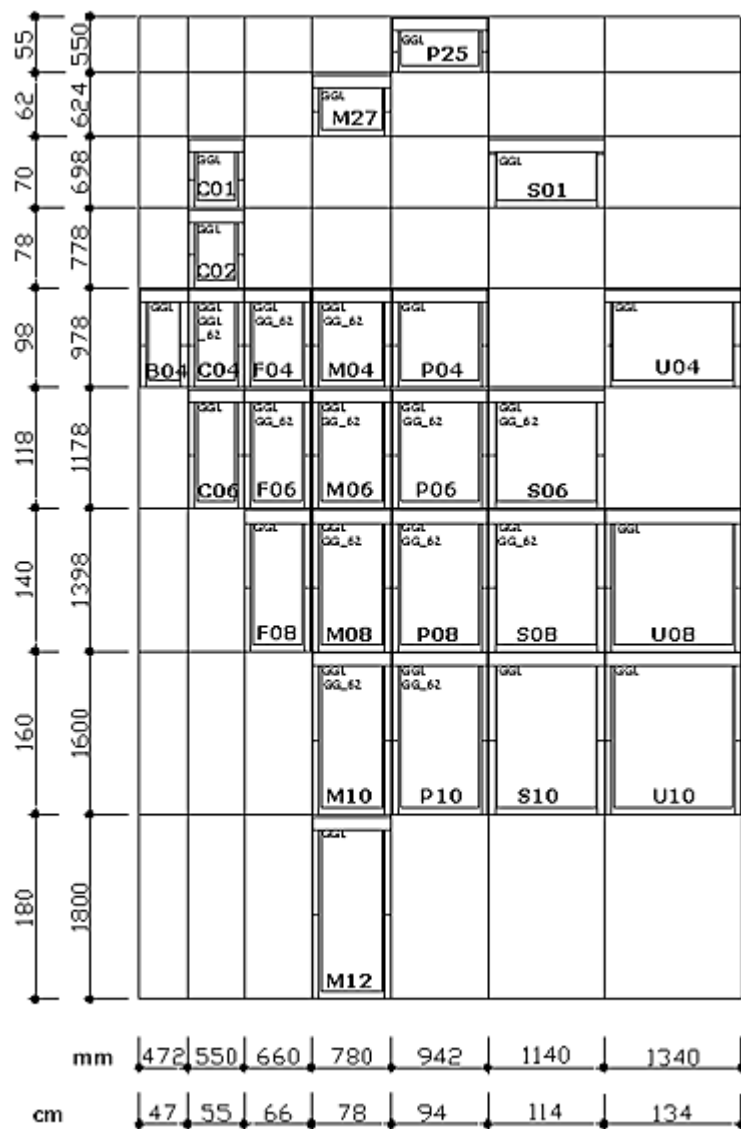 55 550 GGL P25
62 624 GGL M27
70 698 GGL C01 GGL S01
78 778 GGL C02
98 978
GGL GGL GGL GGL GGL GGL
GGL GG_62 GG_62
_62
B04 C04 F04 M04 P04 U04
118 1178
GGL GGL GGL GGL GGL
GG_62 GG_62 GG_62 GG_62
C06 F06 M06 P06 S06
140 1398
GGL GGL GGL GGL GGL
GG_62 GG_62 GG_62
F08 M08 P08 S08 U08
160 1600
GGL GGL GGL GGL
GG_62 GG_62
M10 P10 S10 U10
180 1800
GGL
M12
mm 472 550 660 780 942 1140 1340
cm 47 55 66 78 94 114 134